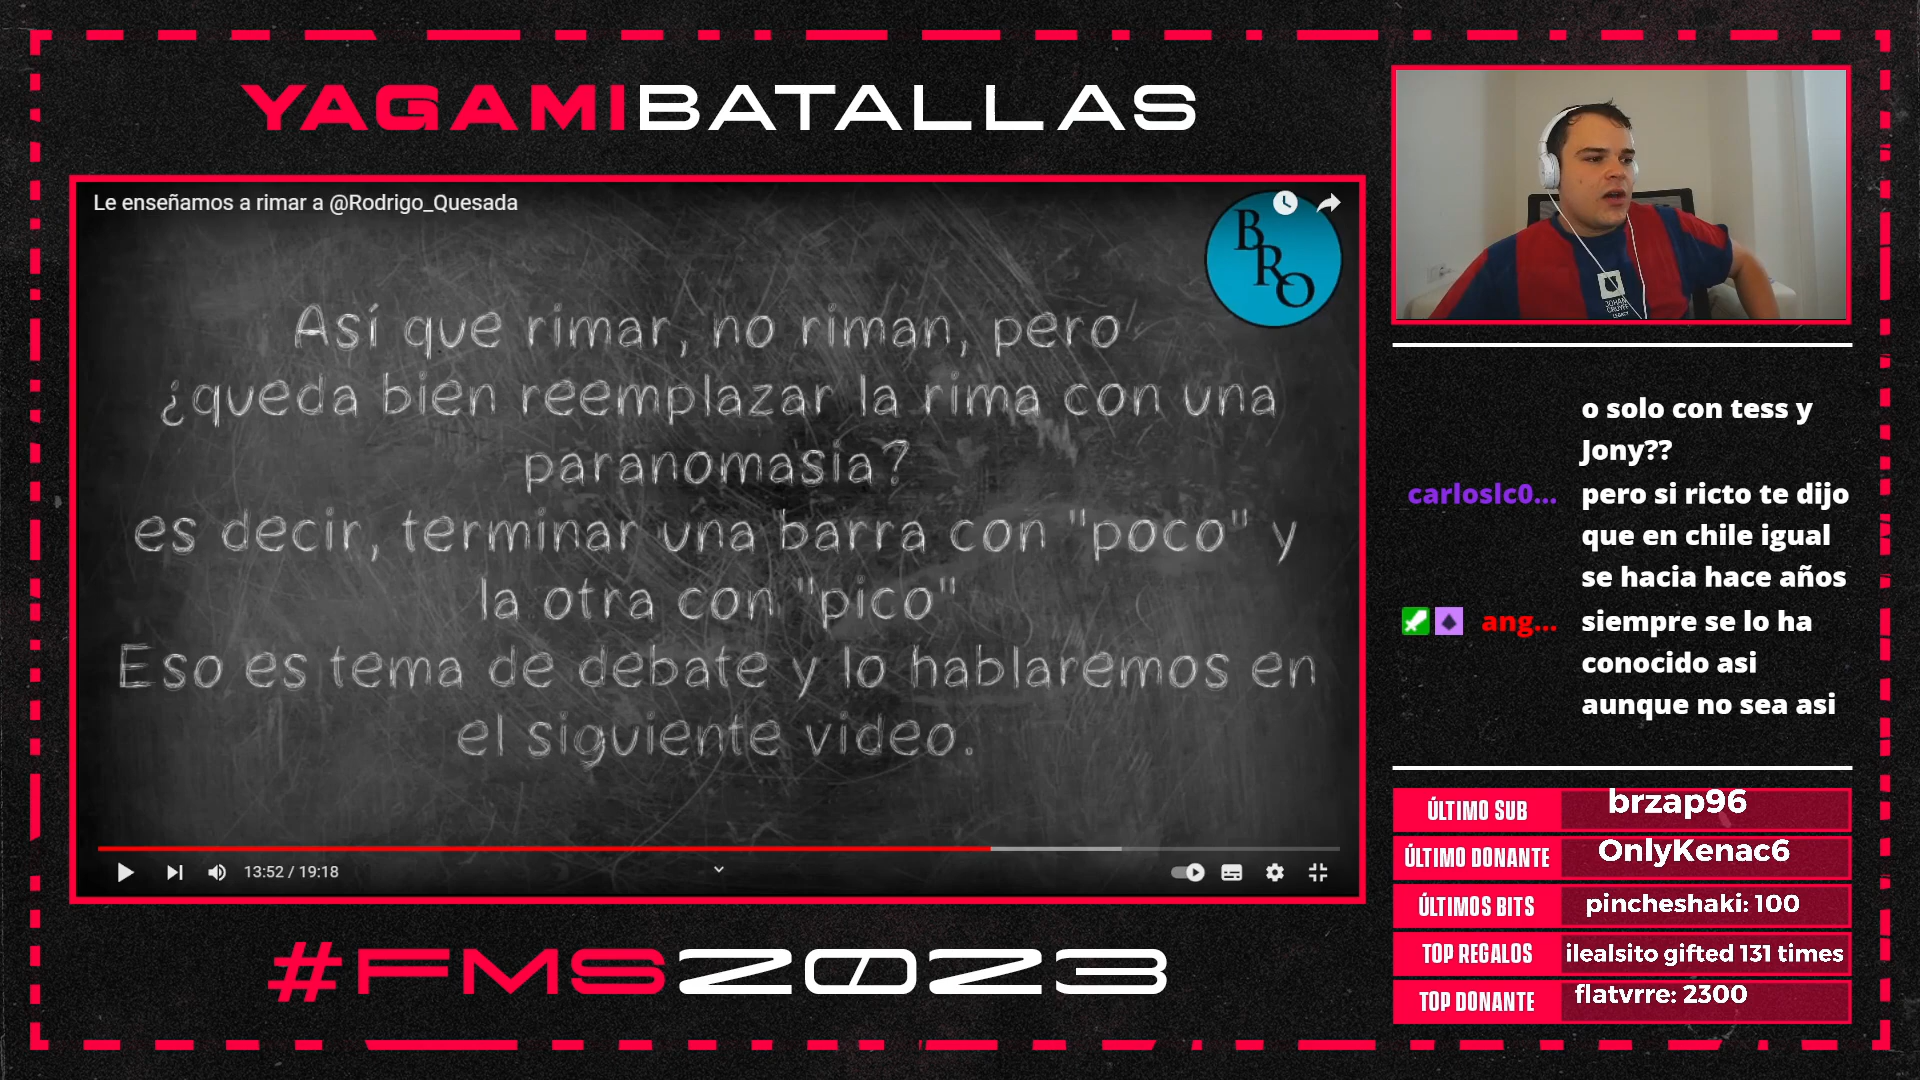 YAGAMIBATALLAS
Le enseñamos a rimar a @Rodrigo_Quesada
BRO
Así que rimar, no riman, pero
¿queda bien reemplazar la rima con una
paranomasia?
es decir, terminar una barra con "poco" y
la otra con "pico"
Eso es tema de debate y lo hablaremos en
el siguiente video.
13:52 / 19:18
#FMS2023
JOHAN
CRUYFF
LEGACY
o solo con tess y
Jony??
carloslc0... pero si ricto te dijo
que en chile igual
se hacia hace años
ang... siempre se lo ha
conocido asi
aunque no sea asi
ÚLTIMO SUB brzap96
ÚLTIMO DONANTE OnlyKenac6
ÚLTIMOS BITS pincheshaki: 100
TOP REGALOS ilealsito gifted 131 times
TOP DONANTE flatvrre: 2300